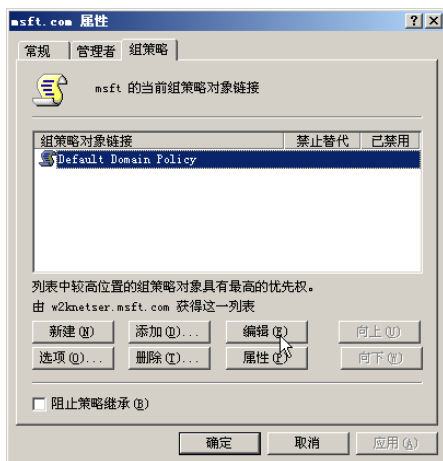 msft.com 属性
常规 管理者 组策略
msft 的当前组策略对象链接
组策略对象链接 禁止替代 已禁用
Default Domain Policy
列表中较高位置的组策略对象具有最高的优先权。
由 w2knetser.msft.com 获得这一列表
新建(N) 添加(D)... 编辑(E) 向上(U)
选项(O)... 删除(T)... 属性(P) 向下(W)
阻止策略继承(B)
确定 取消 应用(A)